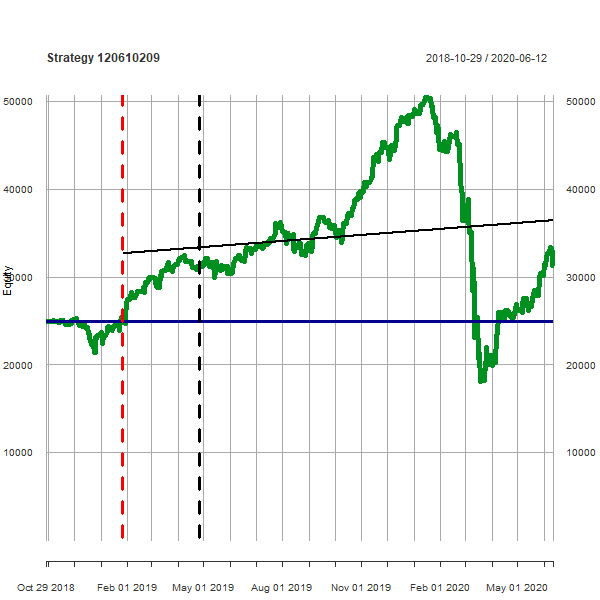 Strategy 120610209
2018-10-29 / 2020-06-12
50000
50000
40000
40000
Equity
30000
30000
20000
20000
10000
10000
Oct 29 2018
Feb 01 2019
May 01 2019
Aug 01 2019
Nov 01 2019
Feb 01 2020
May 01 2020